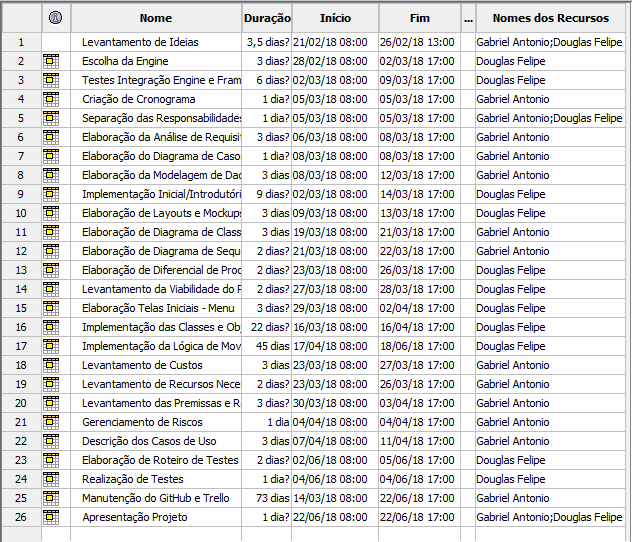 Nome Duração Início Fim ... Nomes dos Recursos
1 Levantamento de Ideias 3,5 dias? 21/02/18 08:00 26/02/18 13:00 Gabriel Antonio;Douglas Felipe
2 Escolha da Engine 3 dias? 28/02/18 08:00 02/03/18 17:00 Douglas Felipe
3 Testes Integração Engine e Fram 6 dias? 02/03/18 08:00 09/03/18 17:00 Douglas Felipe
4 Criação de Cronograma 1 dia? 05/03/18 08:00 05/03/18 17:00 Gabriel Antonio
5 Separação das Responsabilidades 1 dia? 05/03/18 08:00 05/03/18 17:00 Gabriel Antonio;Douglas Felipe
6 Elaboração da Análise de Requisit 3 dias? 06/03/18 08:00 08/03/18 17:00 Gabriel Antonio
7 Elaboração do Diagrama de Caso 1 dia? 08/03/18 08:00 08/03/18 17:00 Gabriel Antonio
8 Elaboração da Modelagem de Dad 3 dias 08/03/18 08:00 12/03/18 17:00 Gabriel Antonio
9 Implementação Inicial/Introdutóri 9 dias? 02/03/18 08:00 14/03/18 17:00 Douglas Felipe
10 Elaboração de Layouts e Mockups 3 dias 09/03/18 08:00 13/03/18 17:00 Douglas Felipe
11 Elaboração de Diagrama de Class 3 dias 19/03/18 08:00 21/03/18 17:00 Gabriel Antonio
12 Elaboração de Diagrama de Sequ 2 dias? 21/03/18 08:00 22/03/18 17:00 Gabriel Antonio
13 Elaboração de Diferencial de Proc 2 dias? 23/03/18 08:00 26/03/18 17:00 Douglas Felipe
14 Levantamento da Viabilidade do P 2 dias? 27/03/18 08:00 28/03/18 17:00 Douglas Felipe
15 Elaboração Telas Iniciais - Menu 3 dias? 29/03/18 08:00 02/04/18 17:00 Douglas Felipe
16 Implementação das Classes e Obj 22 dias? 16/03/18 08:00 16/04/18 17:00 Douglas Felipe
17 Implementação da Lógica de Mov 45 dias 17/04/18 08:00 18/06/18 17:00 Douglas Felipe
18 Levantamento de Custos 3 dias 23/03/18 08:00 27/03/18 17:00 Gabriel Antonio
19 Levantamento de Recursos Nece 2 dias? 23/03/18 08:00 26/03/18 17:00 Gabriel Antonio
20 Levantamento das Premissas e R 3 dias? 30/03/18 08:00 03/04/18 17:00 Gabriel Antonio
21 Gerenciamento de Riscos 1 dia 04/04/18 08:00 04/04/18 17:00 Gabriel Antonio
22 Descrição dos Casos de Uso 3 dias 07/04/18 08:00 11/04/18 17:00 Gabriel Antonio
23 Elaboração de Roteiro de Testes 2 dias? 02/06/18 08:00 05/06/18 17:00 Douglas Felipe
24 Realização de Testes 1 dia? 04/06/18 08:00 04/06/18 17:00 Douglas Felipe
25 Manutenção do GitHub e Trello 73 dias 14/03/18 08:00 22/06/18 17:00 Gabriel Antonio
26 Apresentação Projeto 1 dia? 22/06/18 08:00 22/06/18 17:00 Gabriel Antonio;Douglas Felipe